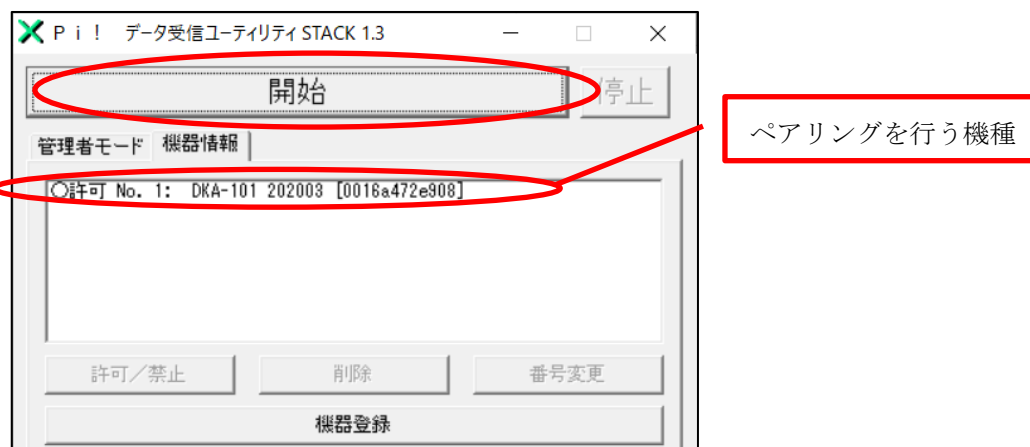 Pi! データ受信ユーティリティ STACK 1.3
開始
停止
管理者モード 機器情報
ペアリングを行う機種
○許可 No. 1: DKA-101 202003 [0016a472e908]
許可/禁止 削除 番号変更
機器登録